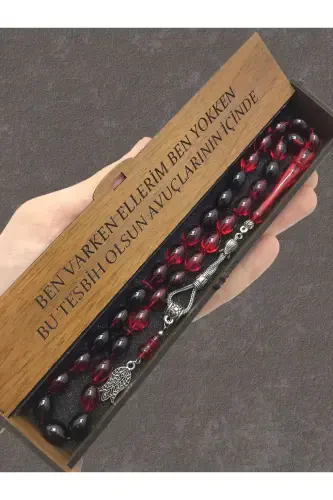 BEN VARKEN ELLERİM BEN YOKKEN
BU TESBİH OLSUN AVUÇLARININ İÇİNDE